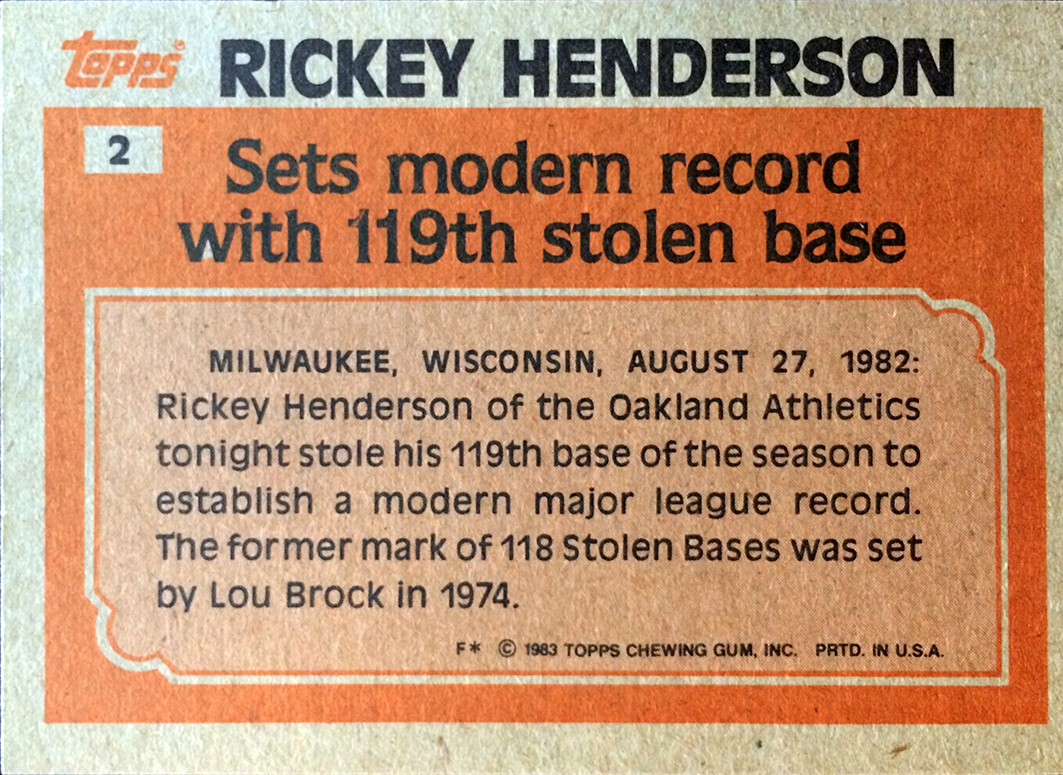 topps® RICKEY HENDERSON
2
Sets modern record
with 119th stolen base
MILWAUKEE, WISCONSIN, AUGUST 27, 1982:
Rickey Henderson of the Oakland Athletics
tonight stole his 119th base of the season to
establish a modern major league record.
The former mark of 118 Stolen Bases was set
by Lou Brock in 1974.
F* © 1983 TOPPS CHEWING GUM, INC. PRTD. IN U.S.A.